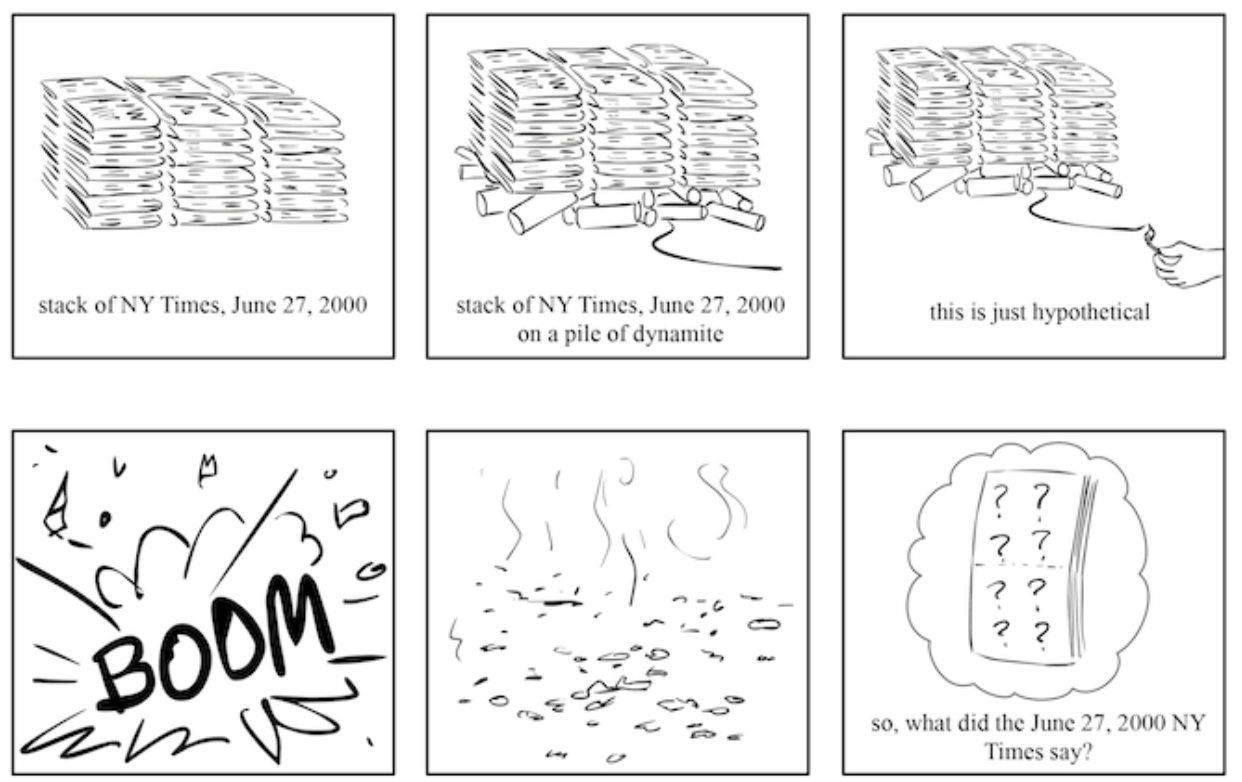 stack of NY Times, June 27, 2000
stack of NY Times, June 27, 2000
on a pile of dynamite
this is just hypothetical
BOOM
? ?
? ?
? ?
? ?
so, what did the June 27, 2000 NY
Times say?